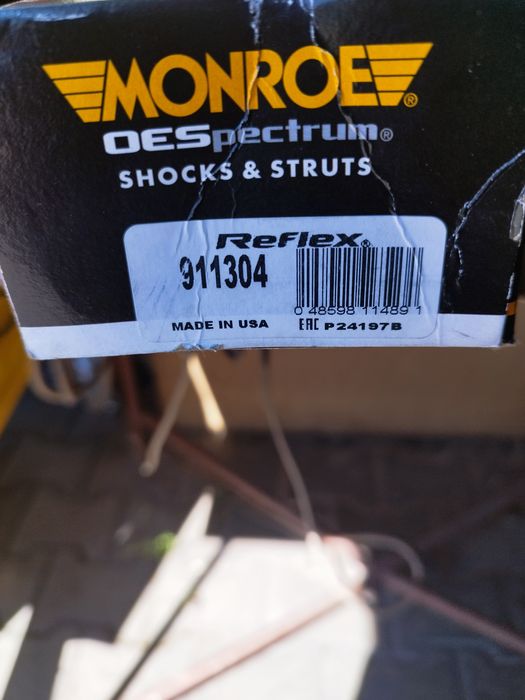 MONROE®
OESpectrum®
SHOCKS & STRUTS
Reflex®
911304
0 48598 11489 1
MADE IN USA EAC P24197B